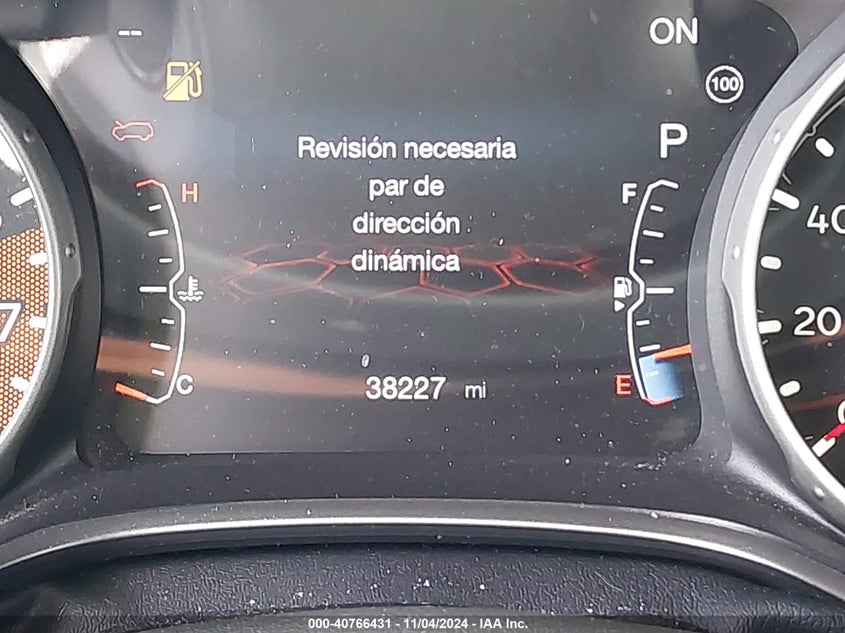 --
ON
100
Revisión necesaria
P
par de
dirección
dinámica
H
F
40
7
20
C
38227 mi
E
000-40766431 - 11/04/2024 - IAA Inc.